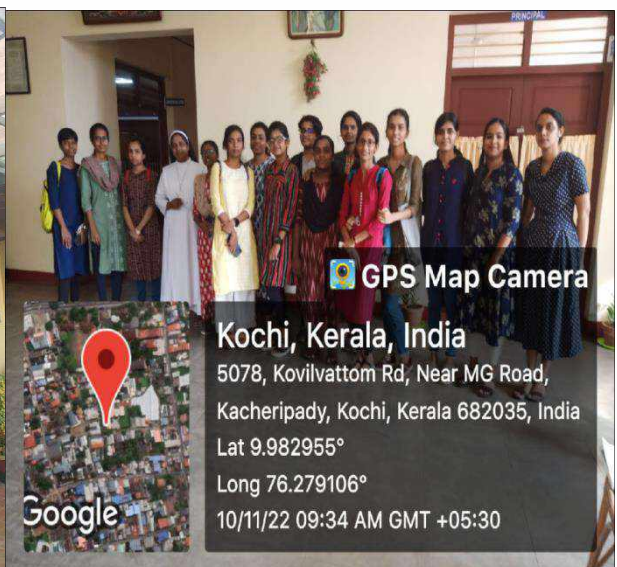 PRINCIPAL
GPS Map Camera
Kochi, Kerala, India
5078, Kovilvattom Rd, Near MG Road,
Kacheripady, Kochi, Kerala 682035, India
Lat 9.982955°
Long 76.279106°
10/11/22 09:34 AM GMT +05:30
Google